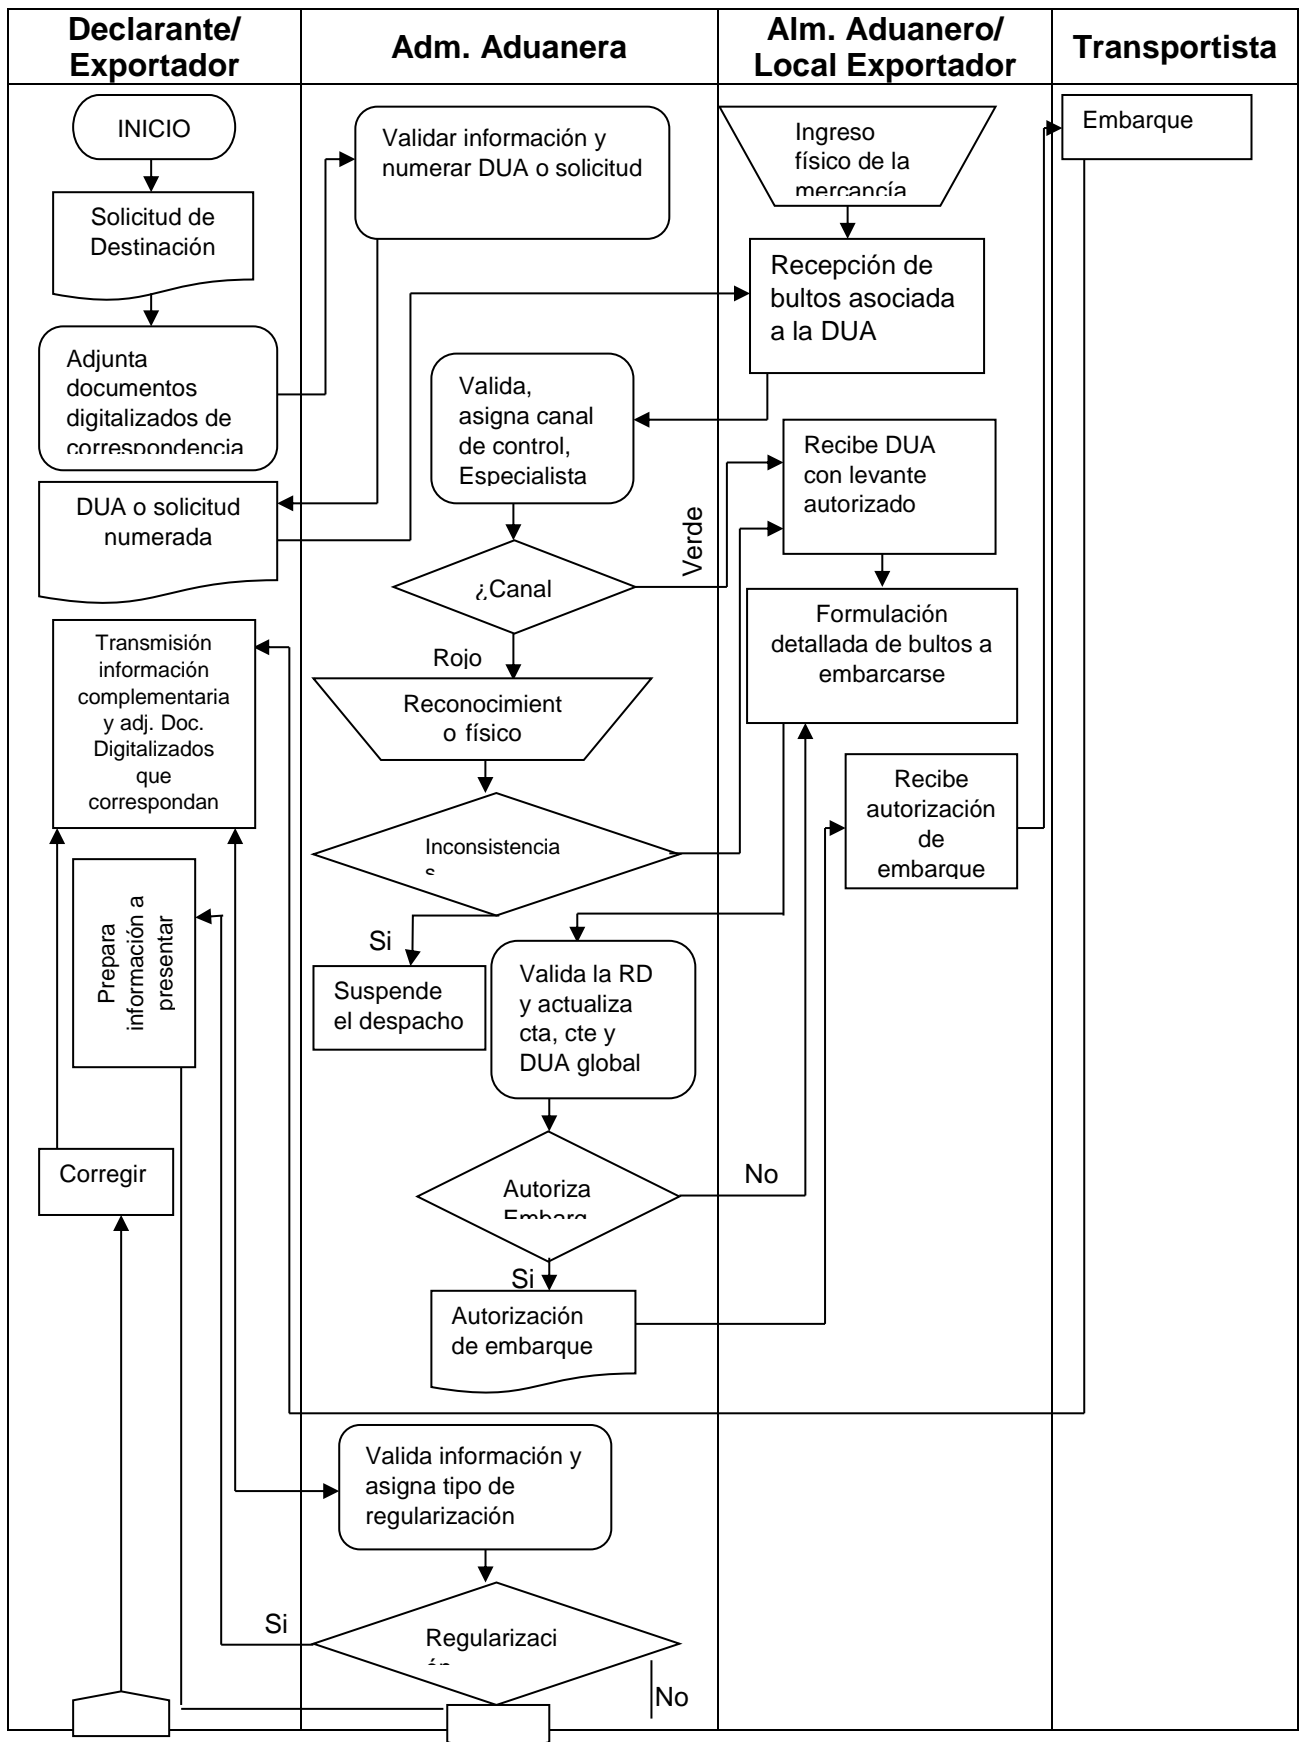 Declarante/
Exportador
Adm. Aduanera
Alm. Aduanero/
Local Exportador
Transportista
INICIO
Solicitud de
Destinación
Adjunta
documentos
digitalizados de
correspondencia
DUA o solicitud
numerada
Transmisión
información
complementaria
y adj. Doc.
Digitalizados
que
correspondan
Prepara
información a
presentar
Corregir
Validar información y
numerar DUA o solicitud
Valida,
asigna canal
de control,
Especialista
¿Canal
Verde
Rojo
Reconocimient
o físico
Inconsistencia
s
Si
Suspende
el despacho
Valida la RD
y actualiza
cta, cte y
DUA global
Autoriza
Embarq
No
Si
Autorización
de embarque
Valida información y
asigna tipo de
regularización
Si
Regularizaci
ón
No
Ingreso
físico de la
mercancía
Recepción de
bultos asociada
a la DUA
Recibe DUA
con levante
autorizado
Formulación
detallada de bultos a
embarcarse
Recibe
autorización
de
embarque
Embarque